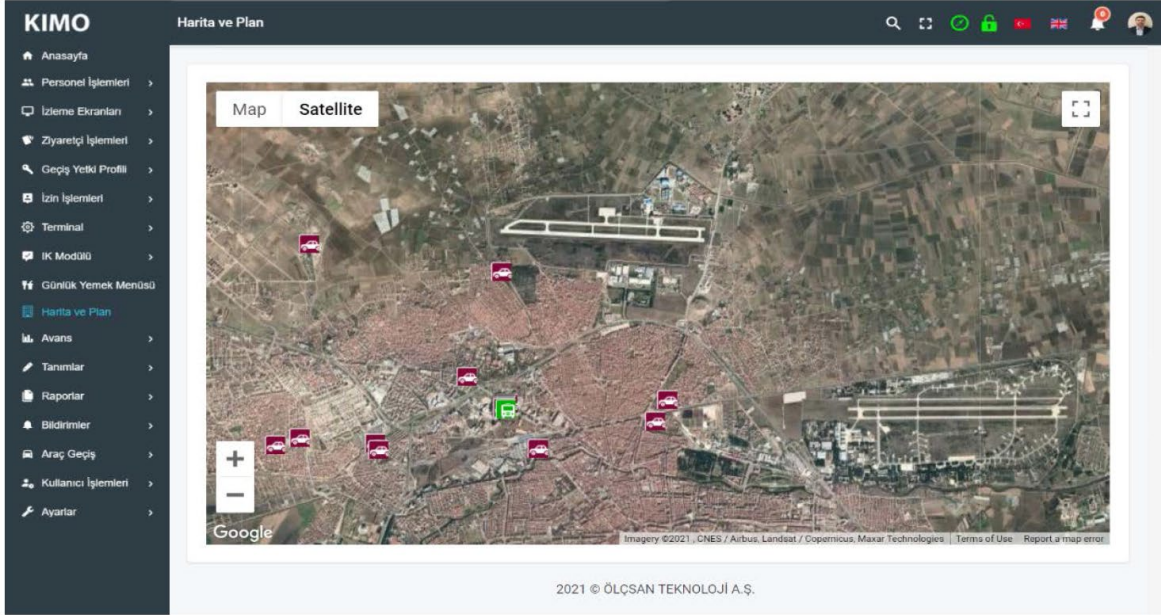 KIMO
Harita ve Plan
0
Anasayfa
Personel İşlemleri
İzleme Ekranları
Ziyaretçi İşlemleri
Geçiş Yetki Profili
İzin İşlemleri
Terminal
IK Modülü
Günlük Yemek Menüsü
Harita ve Plan
Avans
Tanımlar
Raporlar
Bildirimler
Araç Geçiş
Kullanıcı İşlemleri
Ayarlar
Map Satellite
+
−
Google
Imagery ©2021 , CNES / Airbus, Landsat / Copernicus, Maxar Technologies Terms of Use Report a map error
2021 © ÖLÇSAN TEKNOLOJİ A.Ş.